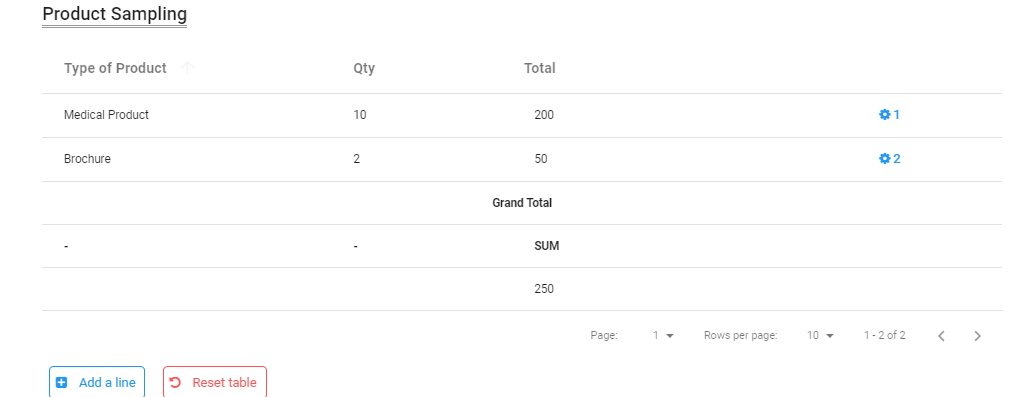 Product Sampling
Type of Product Qty Total
Medical Product 10 200 1
Brochure 2 50 2
Grand Total
- - SUM
250
Page: 1 Rows per page: 10 1 - 2 of 2
Add a line Reset table